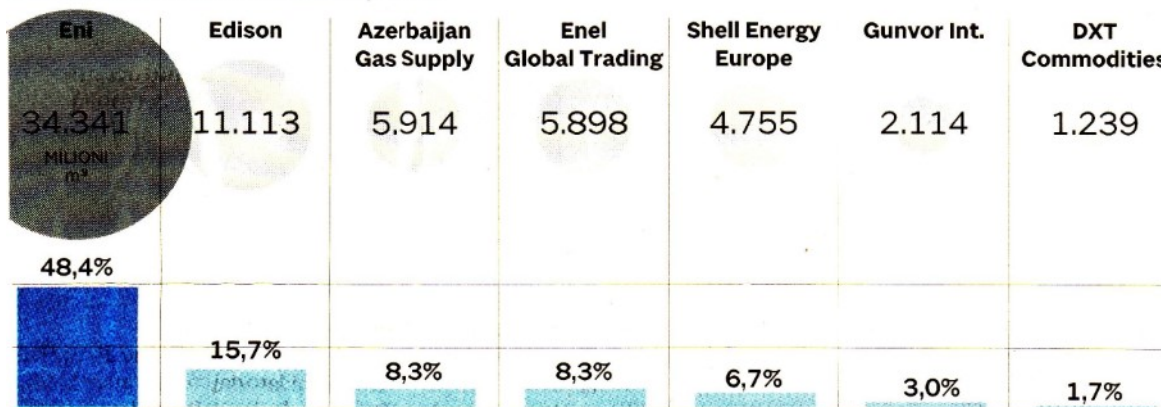 Eni
Edison
Azerbaijan
Gas Supply
Enel
Global Trading
Shell Energy
Europe
Gunvor Int.
DXT
Commodities
34.341
MILIONI
m³
11.113
5.914
5.898
4.755
2.114
1.239
48,4%
15,7%
8,3%
8,3%
6,7%
3,0%
1,7%